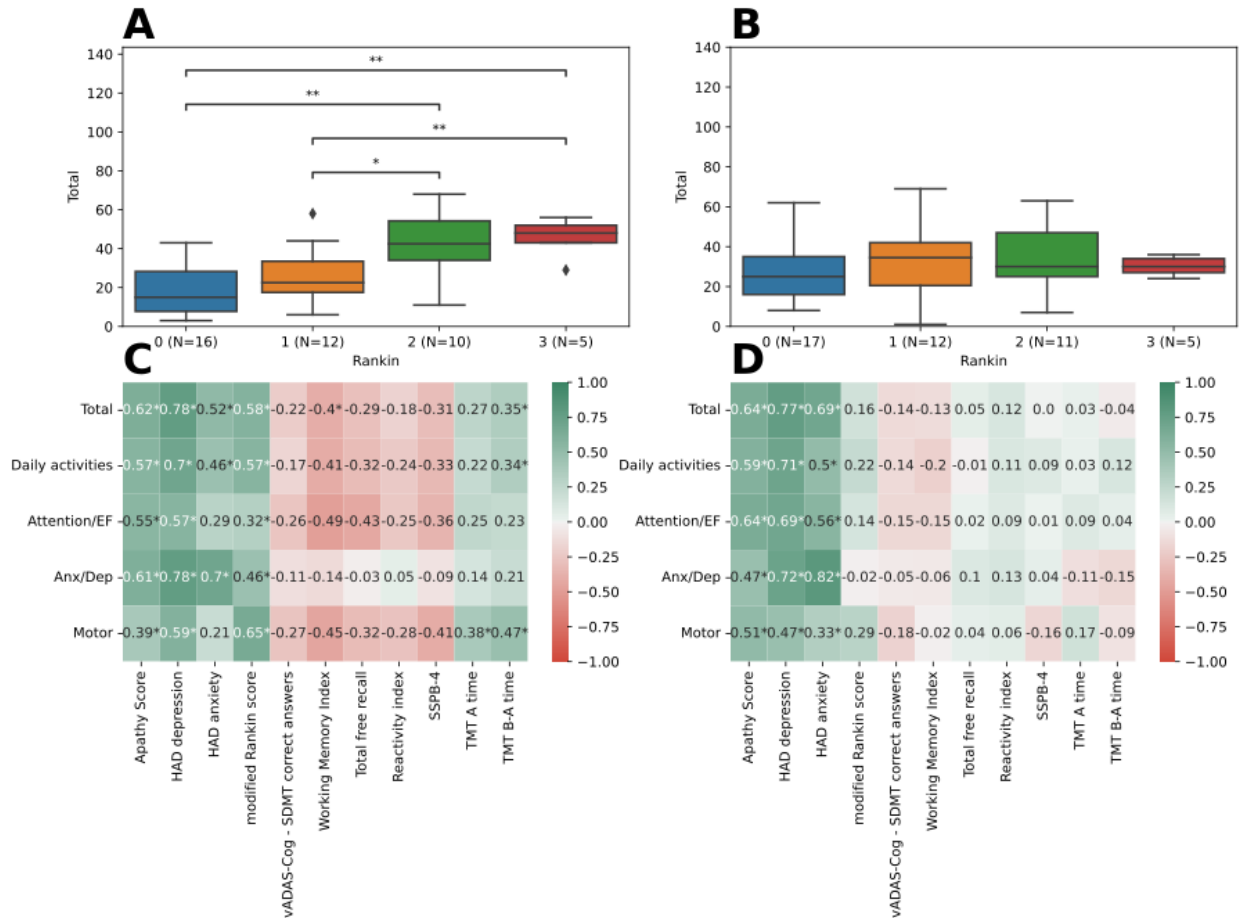 A
B
140
120
100
80
60
40
20
0
Total
**
**
**
*
0 (N=16)
1 (N=12)
2 (N=10)
3 (N=5)
Rankin
140
120
100
80
60
40
20
0
Total
0 (N=17)
1 (N=12)
2 (N=11)
3 (N=5)
Rankin
C
Total
0.62* 0.78* 0.52* 0.58* -0.22 -0.4* -0.29 -0.18 -0.31 0.27 0.35*
Daily activities
0.57* 0.7* 0.46* 0.57* -0.17 -0.41 -0.32 -0.24 -0.33 0.22 0.34*
Attention/EF
0.55* 0.57* 0.29 0.32* -0.26 -0.49 -0.43 -0.25 -0.36 0.25 0.23
Anx/Dep
0.61* 0.78* 0.7* 0.46* -0.11 -0.14 -0.03 0.05 -0.09 0.14 0.21
Motor
0.39* 0.59* 0.21 0.65* -0.27 -0.45 -0.32 -0.28 -0.41 0.38* 0.47*
Apathy Score
HAD depression
HAD anxiety
modified Rankin score
vADAS-Cog - SDMT correct answers
Working Memory Index
Total free recall
Reactivity index
SSPB-4
TMT A time
TMT B-A time
1.00
0.75
0.50
0.25
0.00
−0.25
−0.50
−0.75
−1.00
D
Total
0.64* 0.77* 0.69* 0.16 -0.14 -0.13 0.05 0.12 0.0 0.03 -0.04
Daily activities
0.59* 0.71* 0.5* 0.22 -0.14 -0.2 -0.01 0.11 0.09 0.03 0.12
Attention/EF
0.64* 0.69* 0.56* 0.14 -0.15 -0.15 0.02 0.09 0.01 0.09 0.04
Anx/Dep
0.47* 0.72* 0.82* -0.02 -0.05 -0.06 0.1 0.13 0.04 -0.11 -0.15
Motor
0.51* 0.47* 0.33* 0.29 -0.18 -0.02 0.04 0.06 -0.16 0.17 -0.09
Apathy Score
HAD depression
HAD anxiety
modified Rankin score
vADAS-Cog - SDMT correct answers
Working Memory Index
Total free recall
Reactivity index
SSPB-4
TMT A time
TMT B-A time
1.00
0.75
0.50
0.25
0.00
−0.25
−0.50
−0.75
−1.00